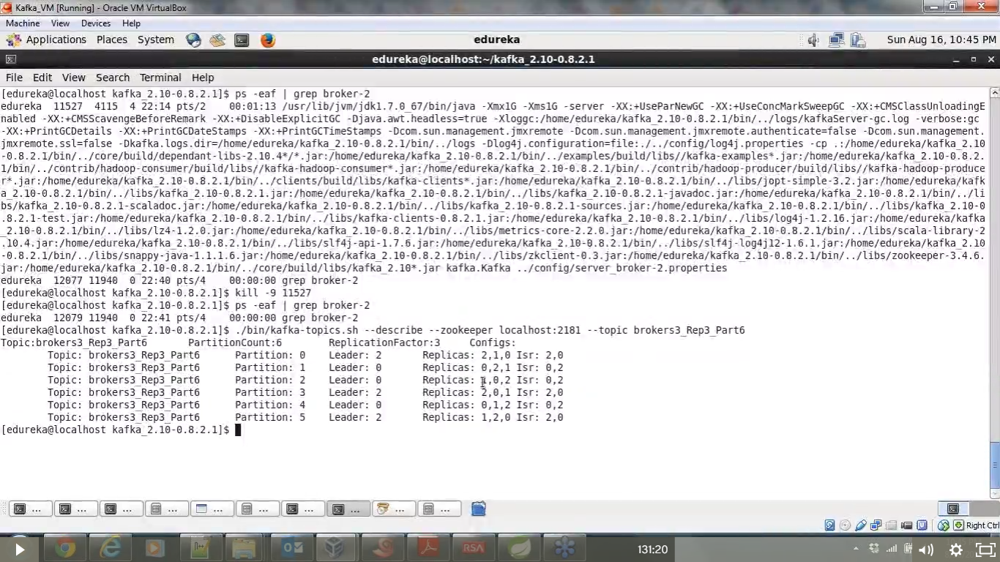 Kafka_VM [Running] - Oracle VM VirtualBox
Machine View Devices Help
Applications Places System edureka Sun Aug 16, 10:45 PM
edureka@localhost:~/kafka_2.10-0.8.2.1
File Edit View Search Terminal Help
[edureka@localhost kafka_2.10-0.8.2.1]$ ps -eaf | grep broker-2
edureka 11527 4115 4 22:14 pts/2 00:01:13 /usr/lib/jvm/jdk1.7.0_67/bin/java -Xmx1G -Xms1G -server -XX:+UseParNewGC -XX:+UseConcMarkSweepGC -XX:+CMSClassUnloadingE
nabled -XX:+CMSScavengeBeforeRemark -XX:+DisableExplicitGC -Djava.awt.headless=true -Xloggc:/home/edureka/kafka_2.10-0.8.2.1/bin/../logs/kafkaServer-gc.log -verbose:gc
-XX:+PrintGCDetails -XX:+PrintGCDateStamps -XX:+PrintGCTimeStamps -Dcom.sun.management.jmxremote -Dcom.sun.management.jmxremote.authenticate=false -Dcom.sun.management.
jmxremote.ssl=false -Dkafka.logs.dir=/home/edureka/kafka_2.10-0.8.2.1/bin/../logs -Dlog4j.configuration=file:./../config/log4j.properties -cp .:/home/edureka/kafka_2.10
-0.8.2.1/bin/../core/build/dependant-libs-2.10.4*/*.jar:/home/edureka/kafka_2.10-0.8.2.1/bin/../examples/build/libs//kafka-examples*.jar:/home/edureka/kafka_2.10-0.8.2.
1/bin/../contrib/hadoop-consumer/build/libs//kafka-hadoop-consumer*.jar:/home/edureka/kafka_2.10-0.8.2.1/bin/../contrib/hadoop-producer/build/libs//kafka-hadoop-produce
r*.jar:/home/edureka/kafka_2.10-0.8.2.1/bin/../clients/build/libs/kafka-clients*.jar:/home/edureka/kafka_2.10-0.8.2.1/bin/../libs/jopt-simple-3.2.jar:/home/edureka/kafk
a_2.10-0.8.2.1/bin/../libs/kafka_2.10-0.8.2.1.jar:/home/edureka/kafka_2.10-0.8.2.1/bin/../libs/kafka_2.10-0.8.2.1-javadoc.jar:/home/edureka/kafka_2.10-0.8.2.1/bin/../li
bs/kafka_2.10-0.8.2.1-scaladoc.jar:/home/edureka/kafka_2.10-0.8.2.1/bin/../libs/kafka_2.10-0.8.2.1-sources.jar:/home/edureka/kafka_2.10-0.8.2.1/bin/../libs/kafka_2.10-0
.8.2.1-test.jar:/home/edureka/kafka_2.10-0.8.2.1/bin/../libs/kafka-clients-0.8.2.1.jar:/home/edureka/kafka_2.10-0.8.2.1/bin/../libs/log4j-1.2.16.jar:/home/edureka/kafka
_2.10-0.8.2.1/bin/../libs/lz4-1.2.0.jar:/home/edureka/kafka_2.10-0.8.2.1/bin/../libs/metrics-core-2.2.0.jar:/home/edureka/kafka_2.10-0.8.2.1/bin/../libs/scala-library-2
.10.4.jar:/home/edureka/kafka_2.10-0.8.2.1/bin/../libs/slf4j-api-1.7.6.jar:/home/edureka/kafka_2.10-0.8.2.1/bin/../libs/slf4j-log4j12-1.6.1.jar:/home/edureka/kafka_2.10
-0.8.2.1/bin/../libs/snappy-java-1.1.1.6.jar:/home/edureka/kafka_2.10-0.8.2.1/bin/../libs/zkclient-0.3.jar:/home/edureka/kafka_2.10-0.8.2.1/bin/../libs/zookeeper-3.4.6.
jar:/home/edureka/kafka_2.10-0.8.2.1/bin/../core/build/libs/kafka_2.10*.jar kafka.Kafka ../config/server_broker-2.properties
edureka 12077 11940 0 22:40 pts/4 00:00:00 grep broker-2
[edureka@localhost kafka_2.10-0.8.2.1]$ kill -9 11527
[edureka@localhost kafka_2.10-0.8.2.1]$ ps -eaf | grep broker-2
edureka 12079 11940 0 22:41 pts/4 00:00:00 grep broker-2
[edureka@localhost kafka_2.10-0.8.2.1]$ ./bin/kafka-topics.sh --describe --zookeeper localhost:2181 --topic brokers3_Rep3_Part6
Topic:brokers3_Rep3_Part6 PartitionCount:6 ReplicationFactor:3 Configs:
Topic: brokers3_Rep3_Part6 Partition: 0 Leader: 2 Replicas: 2,1,0 Isr: 2,0
Topic: brokers3_Rep3_Part6 Partition: 1 Leader: 0 Replicas: 0,2,1 Isr: 0,2
Topic: brokers3_Rep3_Part6 Partition: 2 Leader: 0 Replicas: 1,0,2 Isr: 0,2
Topic: brokers3_Rep3_Part6 Partition: 3 Leader: 2 Replicas: 2,0,1 Isr: 2,0
Topic: brokers3_Rep3_Part6 Partition: 4 Leader: 0 Replicas: 0,1,2 Isr: 0,2
Topic: brokers3_Rep3_Part6 Partition: 5 Leader: 2 Replicas: 1,2,0 Isr: 2,0
[edureka@localhost kafka_2.10-0.8.2.1]$
... ... ... ... ... ... ... ... ... ...
Right Ctrl
RSA 131:20